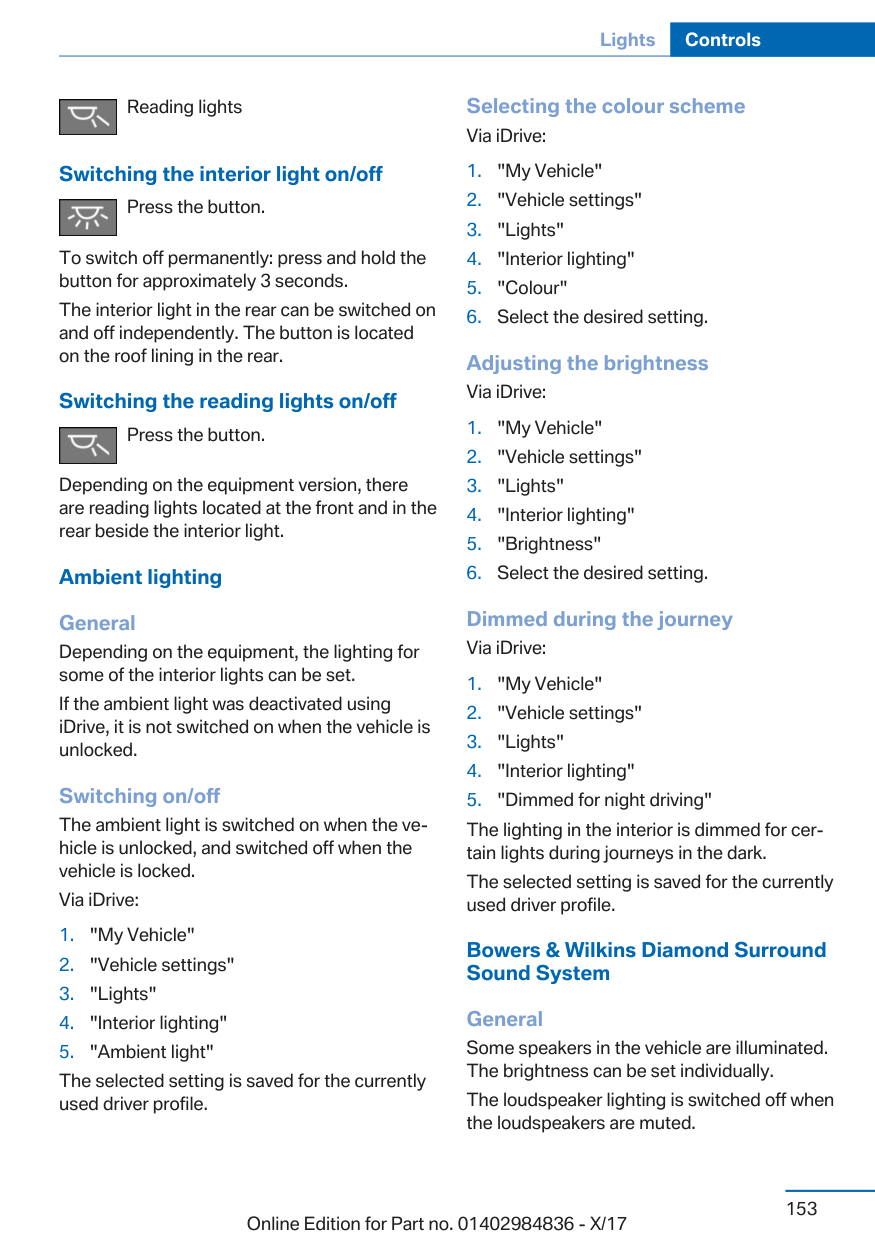 Lights Controls
Reading lights
Switching the interior light on/off
Press the button.
To switch off permanently: press and hold the
button for approximately 3 seconds.
The interior light in the rear can be switched on
and off independently. The button is located
on the roof lining in the rear.
Switching the reading lights on/off
Press the button.
Depending on the equipment version, there
are reading lights located at the front and in the
rear beside the interior light.
Ambient lighting
General
Depending on the equipment, the lighting for
some of the interior lights can be set.
If the ambient light was deactivated using
iDrive, it is not switched on when the vehicle is
unlocked.
Switching on/off
The ambient light is switched on when the ve-
hicle is unlocked, and switched off when the
vehicle is locked.
Via iDrive:
1. "My Vehicle"
2. "Vehicle settings"
3. "Lights"
4. "Interior lighting"
5. "Ambient light"
The selected setting is saved for the currently
used driver profile.
Selecting the colour scheme
Via iDrive:
1. "My Vehicle"
2. "Vehicle settings"
3. "Lights"
4. "Interior lighting"
5. "Colour"
6. Select the desired setting.
Adjusting the brightness
Via iDrive:
1. "My Vehicle"
2. "Vehicle settings"
3. "Lights"
4. "Interior lighting"
5. "Brightness"
6. Select the desired setting.
Dimmed during the journey
Via iDrive:
1. "My Vehicle"
2. "Vehicle settings"
3. "Lights"
4. "Interior lighting"
5. "Dimmed for night driving"
The lighting in the interior is dimmed for cer-
tain lights during journeys in the dark.
The selected setting is saved for the currently
used driver profile.
Bowers & Wilkins Diamond Surround
Sound System
General
Some speakers in the vehicle are illuminated.
The brightness can be set individually.
The loudspeaker lighting is switched off when
the loudspeakers are muted.
153
Online Edition for Part no. 01402984836 - X/17